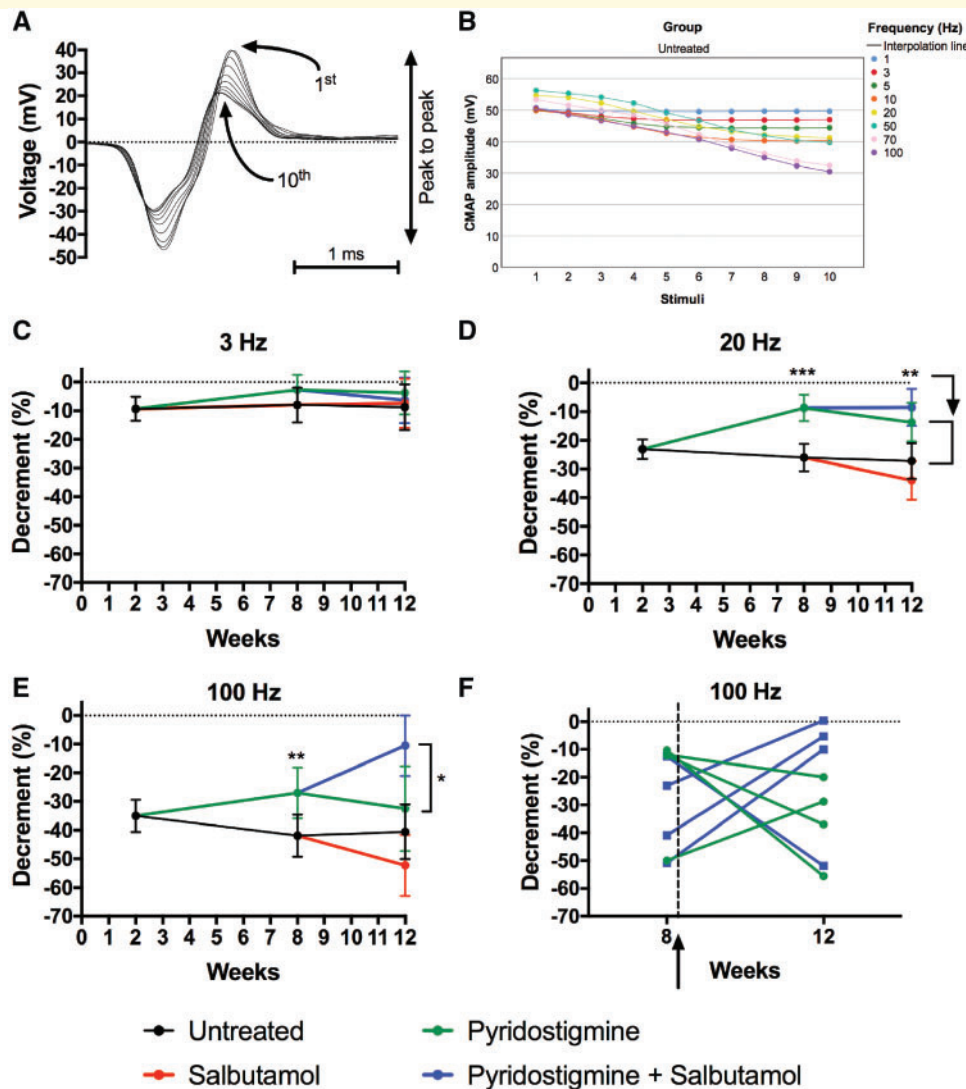 A
Voltage (mV)
40
30
20
10
0
-10
-20
-30
-40
-50
1st
10th
Peak to peak
1 ms
B
Group
Untreated
CMAP amplitude (mV)
60
50
40
30
20
10
0
1 2 3 4 5 6 7 8 9 10
Stimuli
Frequency (Hz)
Interpolation line
1
3
5
10
20
50
70
100
C
3 Hz
Decrement (%)
0
-10
-20
-30
-40
-50
-60
-70
0 1 2 3 4 5 6 7 8 9 10 11 12
Weeks
D
20 Hz
Decrement (%)
0
-10
-20
-30
-40
-50
-60
-70
*** **
0 1 2 3 4 5 6 7 8 9 10 11 12
Weeks
E
100 Hz
Decrement (%)
0
-10
-20
-30
-40
-50
-60
-70
**
*
0 1 2 3 4 5 6 7 8 9 10 11 12
Weeks
F
100 Hz
Decrement (%)
0
-10
-20
-30
-40
-50
-60
-70
8 12
Weeks
Untreated
Pyridostigmine
Salbutamol
Pyridostigmine + Salbutamol